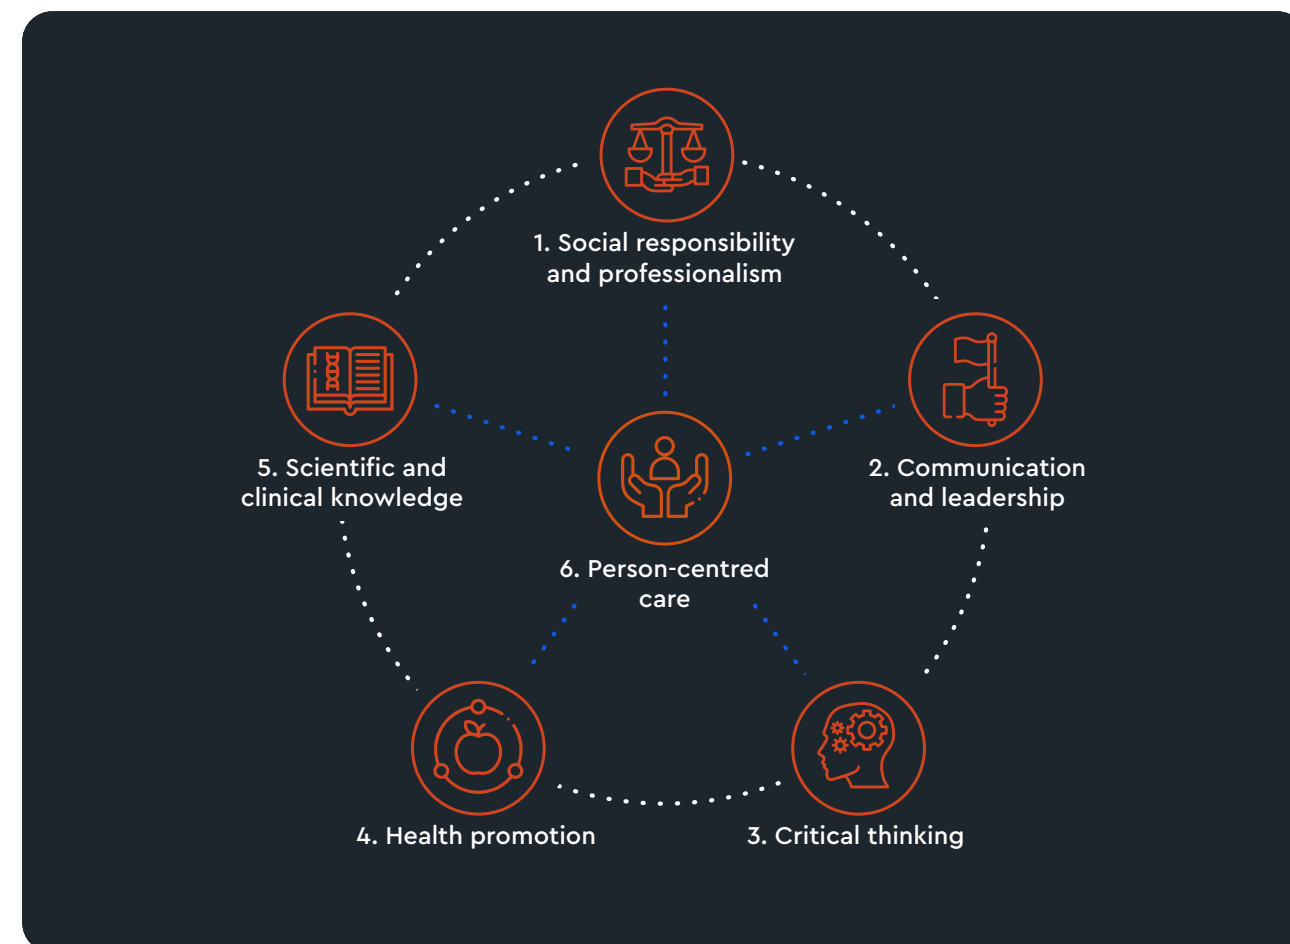 1. Social responsibility
and professionalism
2. Communication
and leadership
3. Critical thinking
4. Health promotion
5. Scientific and
clinical knowledge
6. Person-centred
care